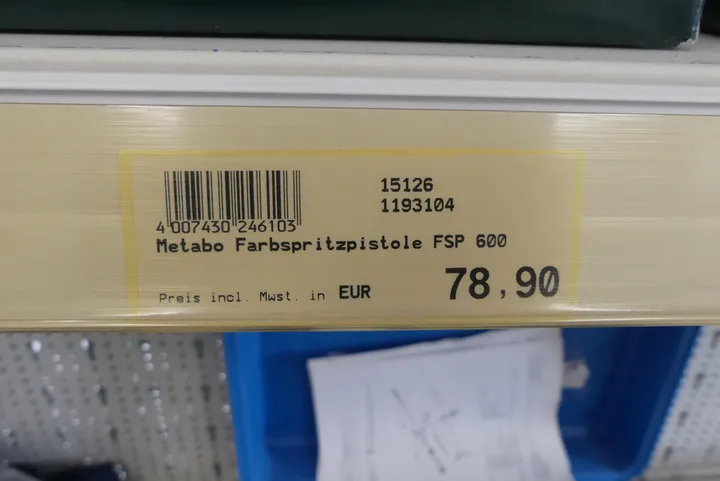 15126
1193104
4 007430 246103
Metabo Farbspritzpistole FSP 600
Preis incl. Mwst. in EUR 78,90